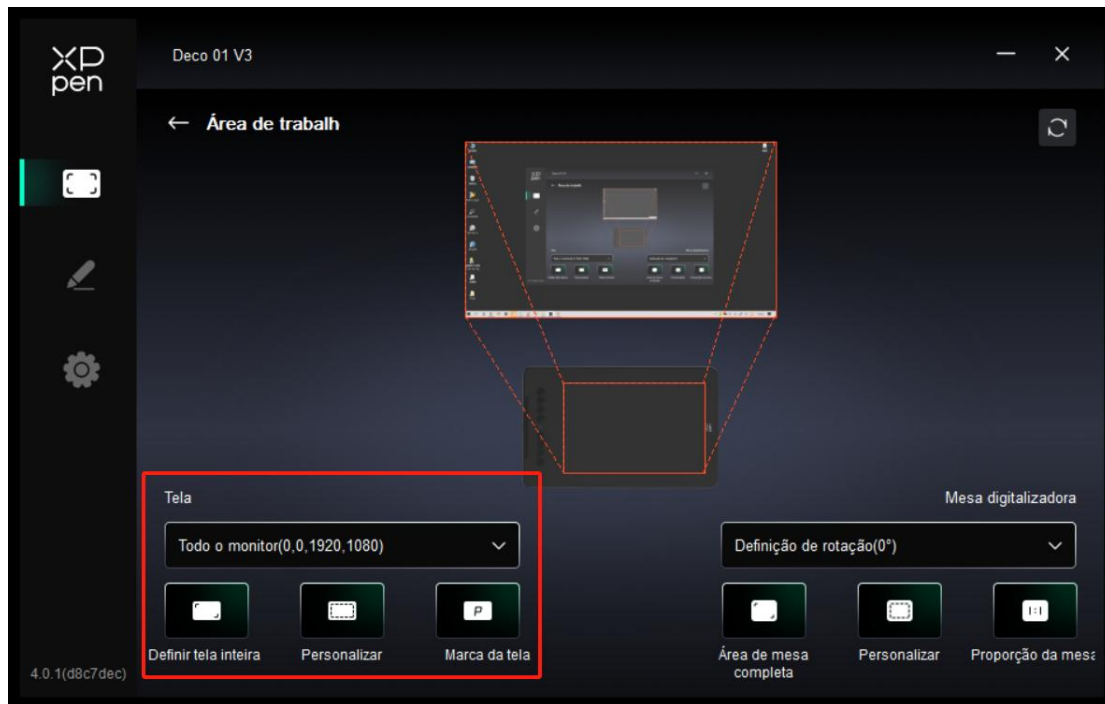 XP
pen
Deco 01 V3
Área de trabalh
Tela
Mesa digitalizadora
Todo o monitor(0,0,1920,1080)
Definição de rotação(0°)
P
1:1
Definir tela inteira
Personalizar
Marca da tela
Área de mesa
completa
Personalizar
Proporção da mesa
4.0.1(d8c7dec)